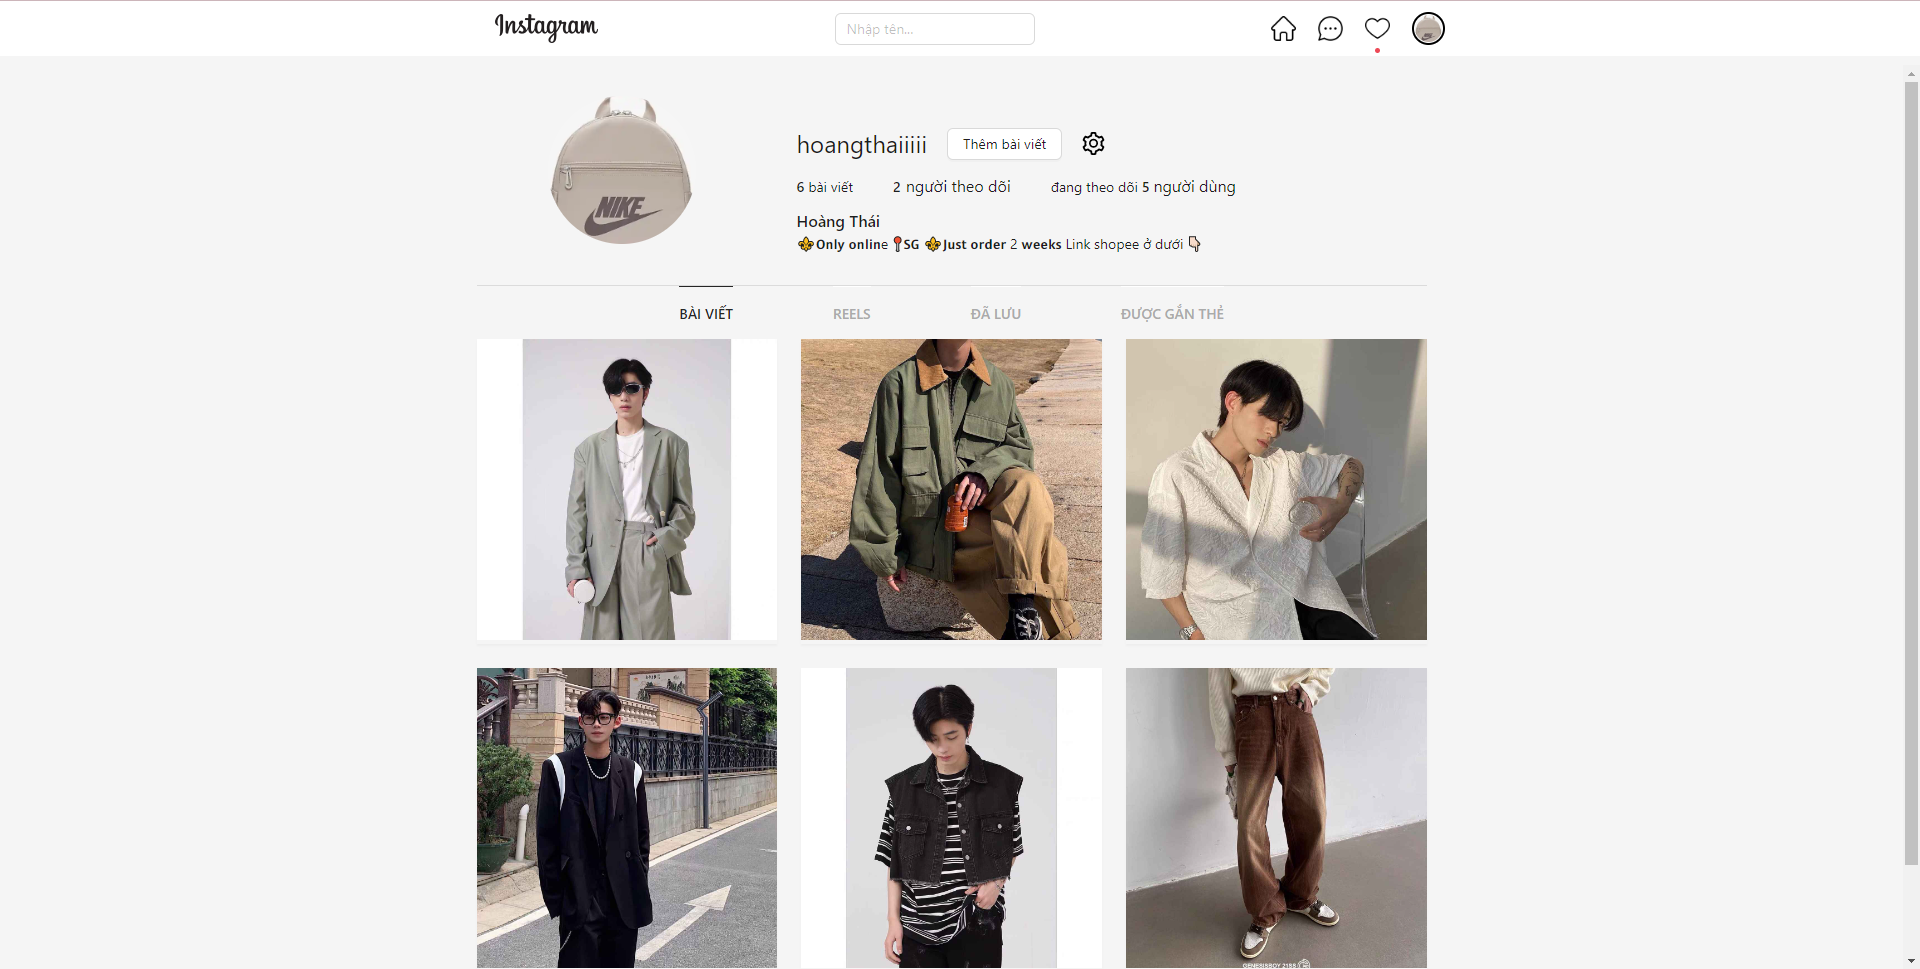 Instagram
Nhập tên...
NIKE
hoangthaiiiii Thêm bài viết
6 bài viết 2 người theo dõi đang theo dõi 5 người dùng
Hoàng Thái
⚜️Only online 📍SG ⚜️Just order 2 weeks Link shopee ở dưới 👇🏻
BÀI VIẾT REELS ĐÃ LƯU ĐƯỢC GẮN THẺ
GENESISBOY 2188